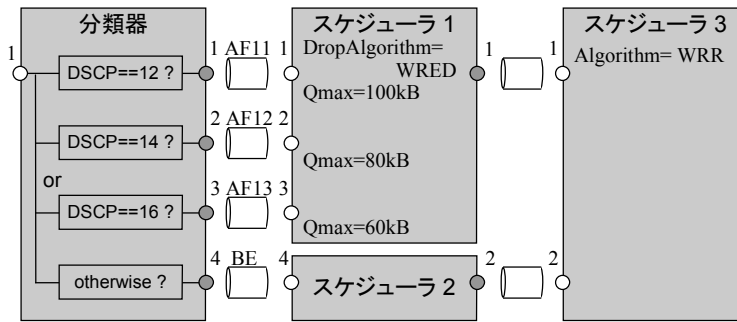 分類器
1
DSCP==12 ?
DSCP==14 ?
or
DSCP==16 ?
otherwise ?
1 AF11 1
2 AF12 2
3 AF13 3
4 BE 4
スケジューラ 1
DropAlgorithm=
WRED
Qmax=100kB
Qmax=80kB
Qmax=60kB
スケジューラ 2
1 1
2 2
スケジューラ 3
Algorithm= WRR